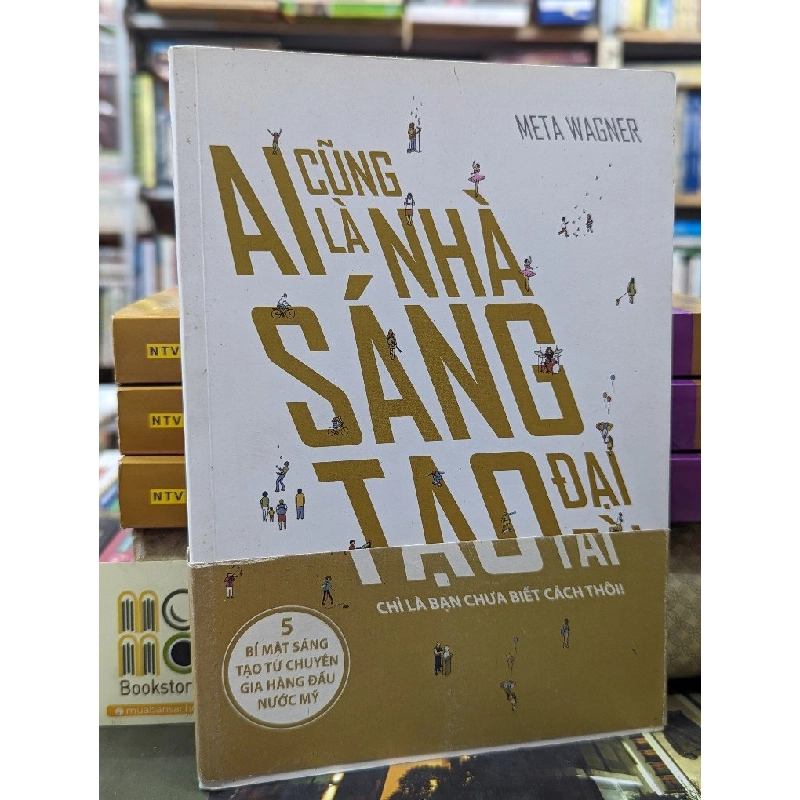 META WAGNER
AI CŨNG
LÀ NHÀ
SÁNG
TẠO ĐẠI
CHỈ LÀ BẠN CHƯA BIẾT CÁCH THÔI!
5
BÍ MẬT SÁNG
TẠO TỪ CHUYÊN
GIA HÀNG ĐẦU
NƯỚC MỸ
NTV
NTV
NTV
Bookstor